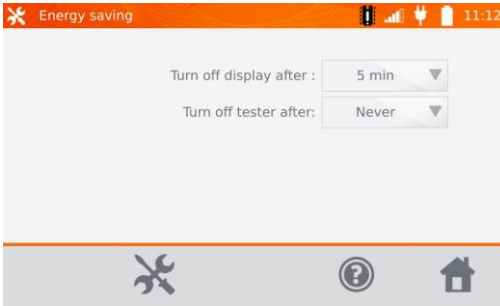 Energy saving 11:12
Turn off display after : 5 min
Turn off tester after: Never
?